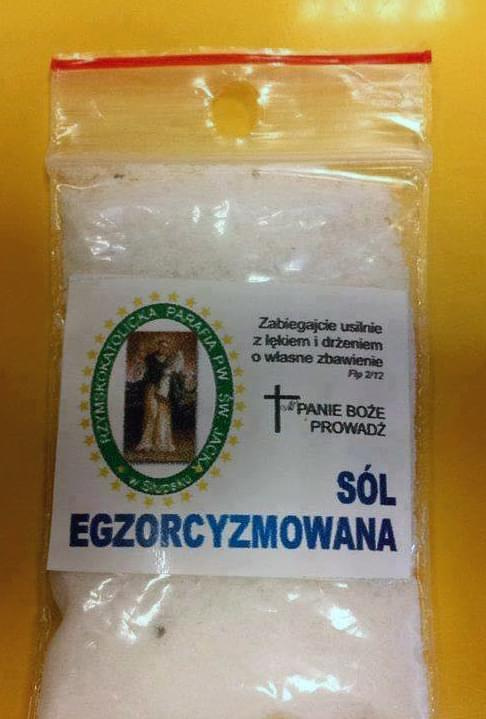 RZYMSKOKATOLICKA PARAFIA PW. ŚW. JACKA
w Słupsku
Zabiegajcie usilnie
z lękiem i drżeniem
o własne zbawienie
Flp 2/12
PANIE BOŻE
PROWADŹ
SÓL
EGZORCYZMOWANA